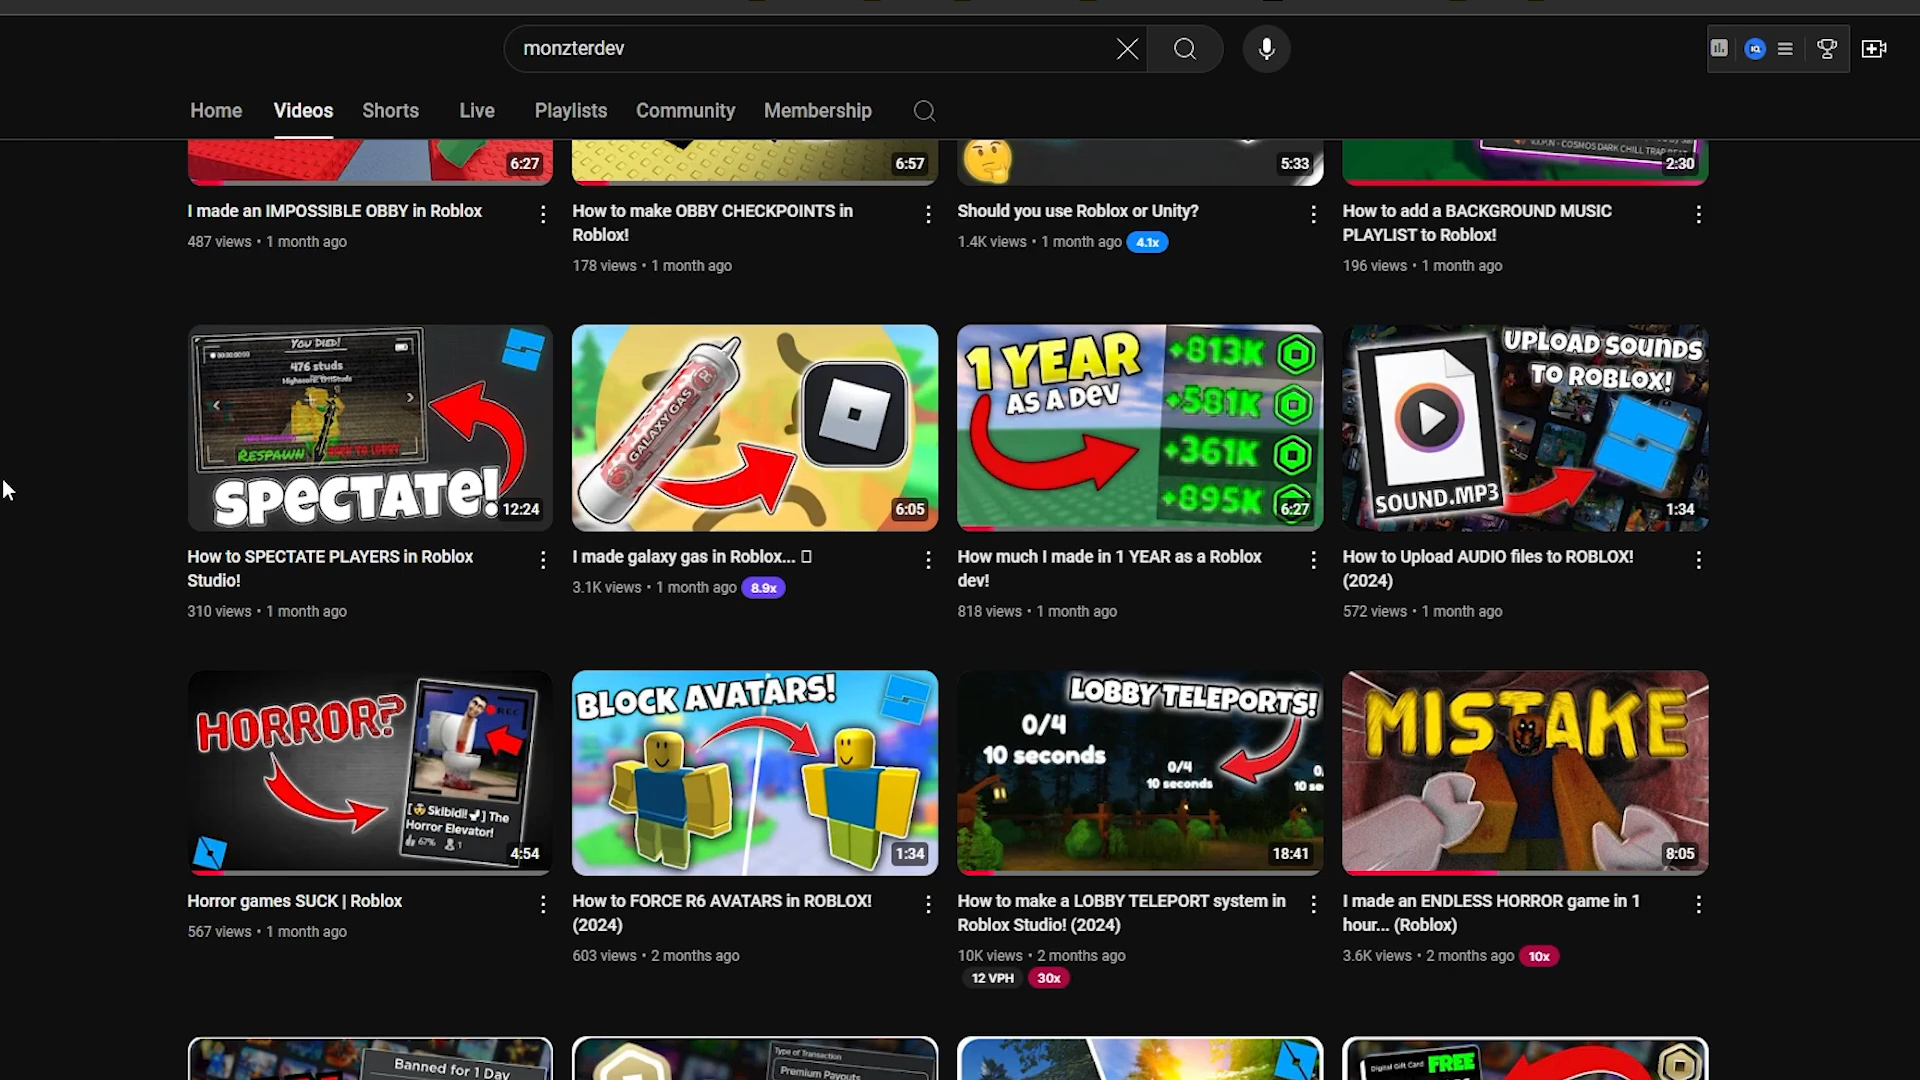 monzterdev
Home Videos Shorts Live Playlists Community Membership
6:27
6:57
5:33
2:30
I made an IMPOSSIBLE OBBY in Roblox
487 views • 1 month ago
How to make OBBY CHECKPOINTS in
Roblox!
178 views • 1 month ago
Should you use Roblox or Unity?
1.4K views • 1 month ago 4.1x
How to add a BACKGROUND MUSIC
PLAYLIST to Roblox!
196 views • 1 month ago
YOU DIED!
476 studs
RESPAWN
SPECTATE!
12:24
How to SPECTATE PLAYERS in Roblox
Studio!
310 views • 1 month ago
GALAXY GAS
6:05
I made galaxy gas in Roblox...
3.1K views • 1 month ago 8.9x
1 YEAR
AS A DEV
+813K
+581K
+361K
+895K
6:27
How much I made in 1 YEAR as a Roblox
dev!
818 views • 1 month ago
UPLOAD SOUNDS
TO ROBLOX!
SOUND.MP3
1:34
How to Upload AUDIO files to ROBLOX!
(2024)
572 views • 1 month ago
HORROR?
REC
[ Skibidi! ] The
Horror Elevator!
67% 1
4:54
Horror games SUCK | Roblox
567 views • 1 month ago
BLOCK AVATARS!
1:34
How to FORCE R6 AVATARS in ROBLOX!
(2024)
603 views • 2 months ago
LOBBY TELEPORTS!
0/4
10 seconds
0/4
10 seconds
18:41
How to make a LOBBY TELEPORT system in
Roblox Studio! (2024)
10K views • 2 months ago
12 VPH 30x
MISTAKE
8:05
I made an ENDLESS HORROR game in 1
hour... (Roblox)
3.6K views • 2 months ago 10x
Banned for 1 Day
Type of Transaction
Premium Payouts
Digital Gift Card FREE